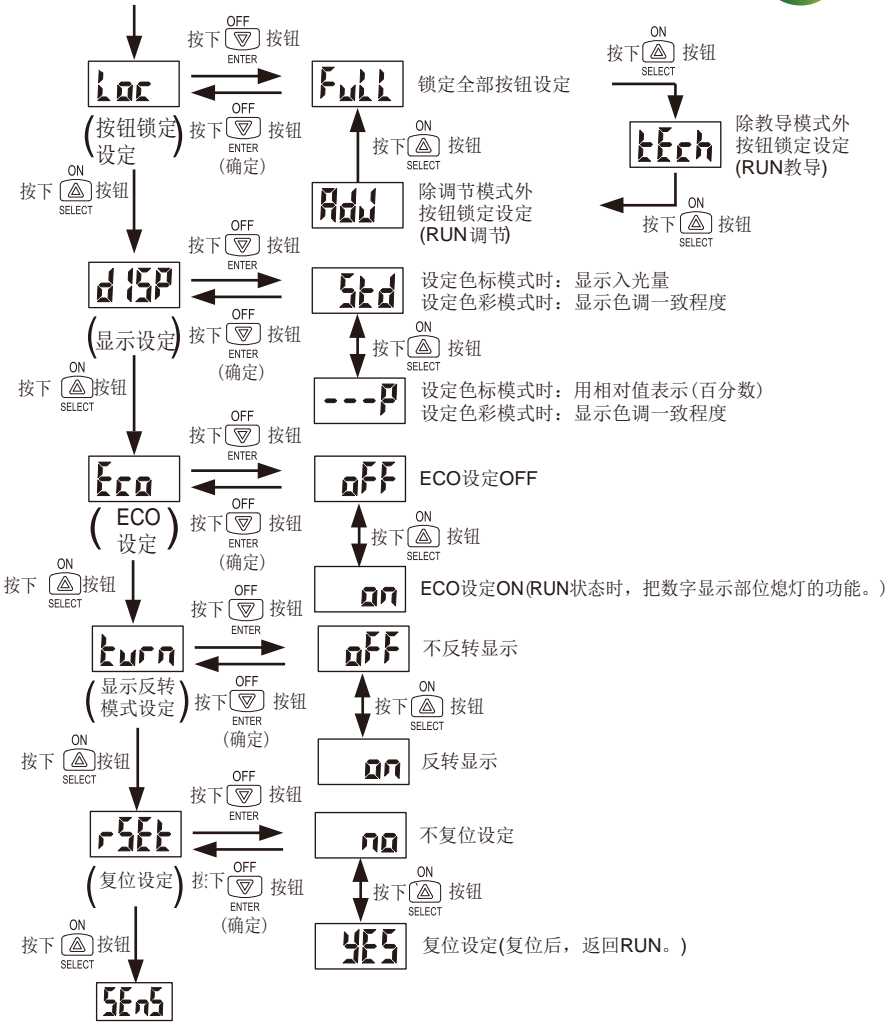 OFF
按下 按钮
ENTER
Loc
Full
锁定全部按钮设定
ON
按下 按钮
SELECT
(按钮锁定
设定)
OFF
按下 按钮
ENTER
(确定)
ON
按下 按钮
SELECT
tEch
除教导模式外
按钮锁定设定
(RUN教导)
ON
按下 按钮
SELECT
AdJ
除调节模式外
按钮锁定设定
(RUN调节)
ON
按下 按钮
SELECT
OFF
按下 按钮
ENTER
dISP
Std
设定色标模式时：显示入光量
设定色彩模式时：显示色调一致程度
(显示设定)
OFF
按下 按钮
ENTER
(确定)
ON
按下 按钮
SELECT
ON
按下 按钮
SELECT
---P
设定色标模式时：用相对值表示(百分数)
设定色彩模式时：显示色调一致程度
OFF
按下 按钮
ENTER
Eco
oFF
ECO设定OFF
(ECO
设定)
OFF
按下 按钮
ENTER
(确定)
ON
按下 按钮
SELECT
ON
按下 按钮
SELECT
on
ECO设定ON(RUN状态时，把数字显示部位熄灯的功能。)
OFF
按下 按钮
ENTER
turn
oFF
不反转显示
(显示反转
模式设定)
OFF
按下 按钮
ENTER
(确定)
ON
按下 按钮
SELECT
ON
按下 按钮
SELECT
on
反转显示
OFF
按下 按钮
ENTER
rSEt
no
不复位设定
(复位设定)
OFF
按下 按钮
ENTER
(确定)
ON
按下 按钮
SELECT
ON
按下 按钮
SELECT
YES
复位设定(复位后，返回RUN。)
SEnS